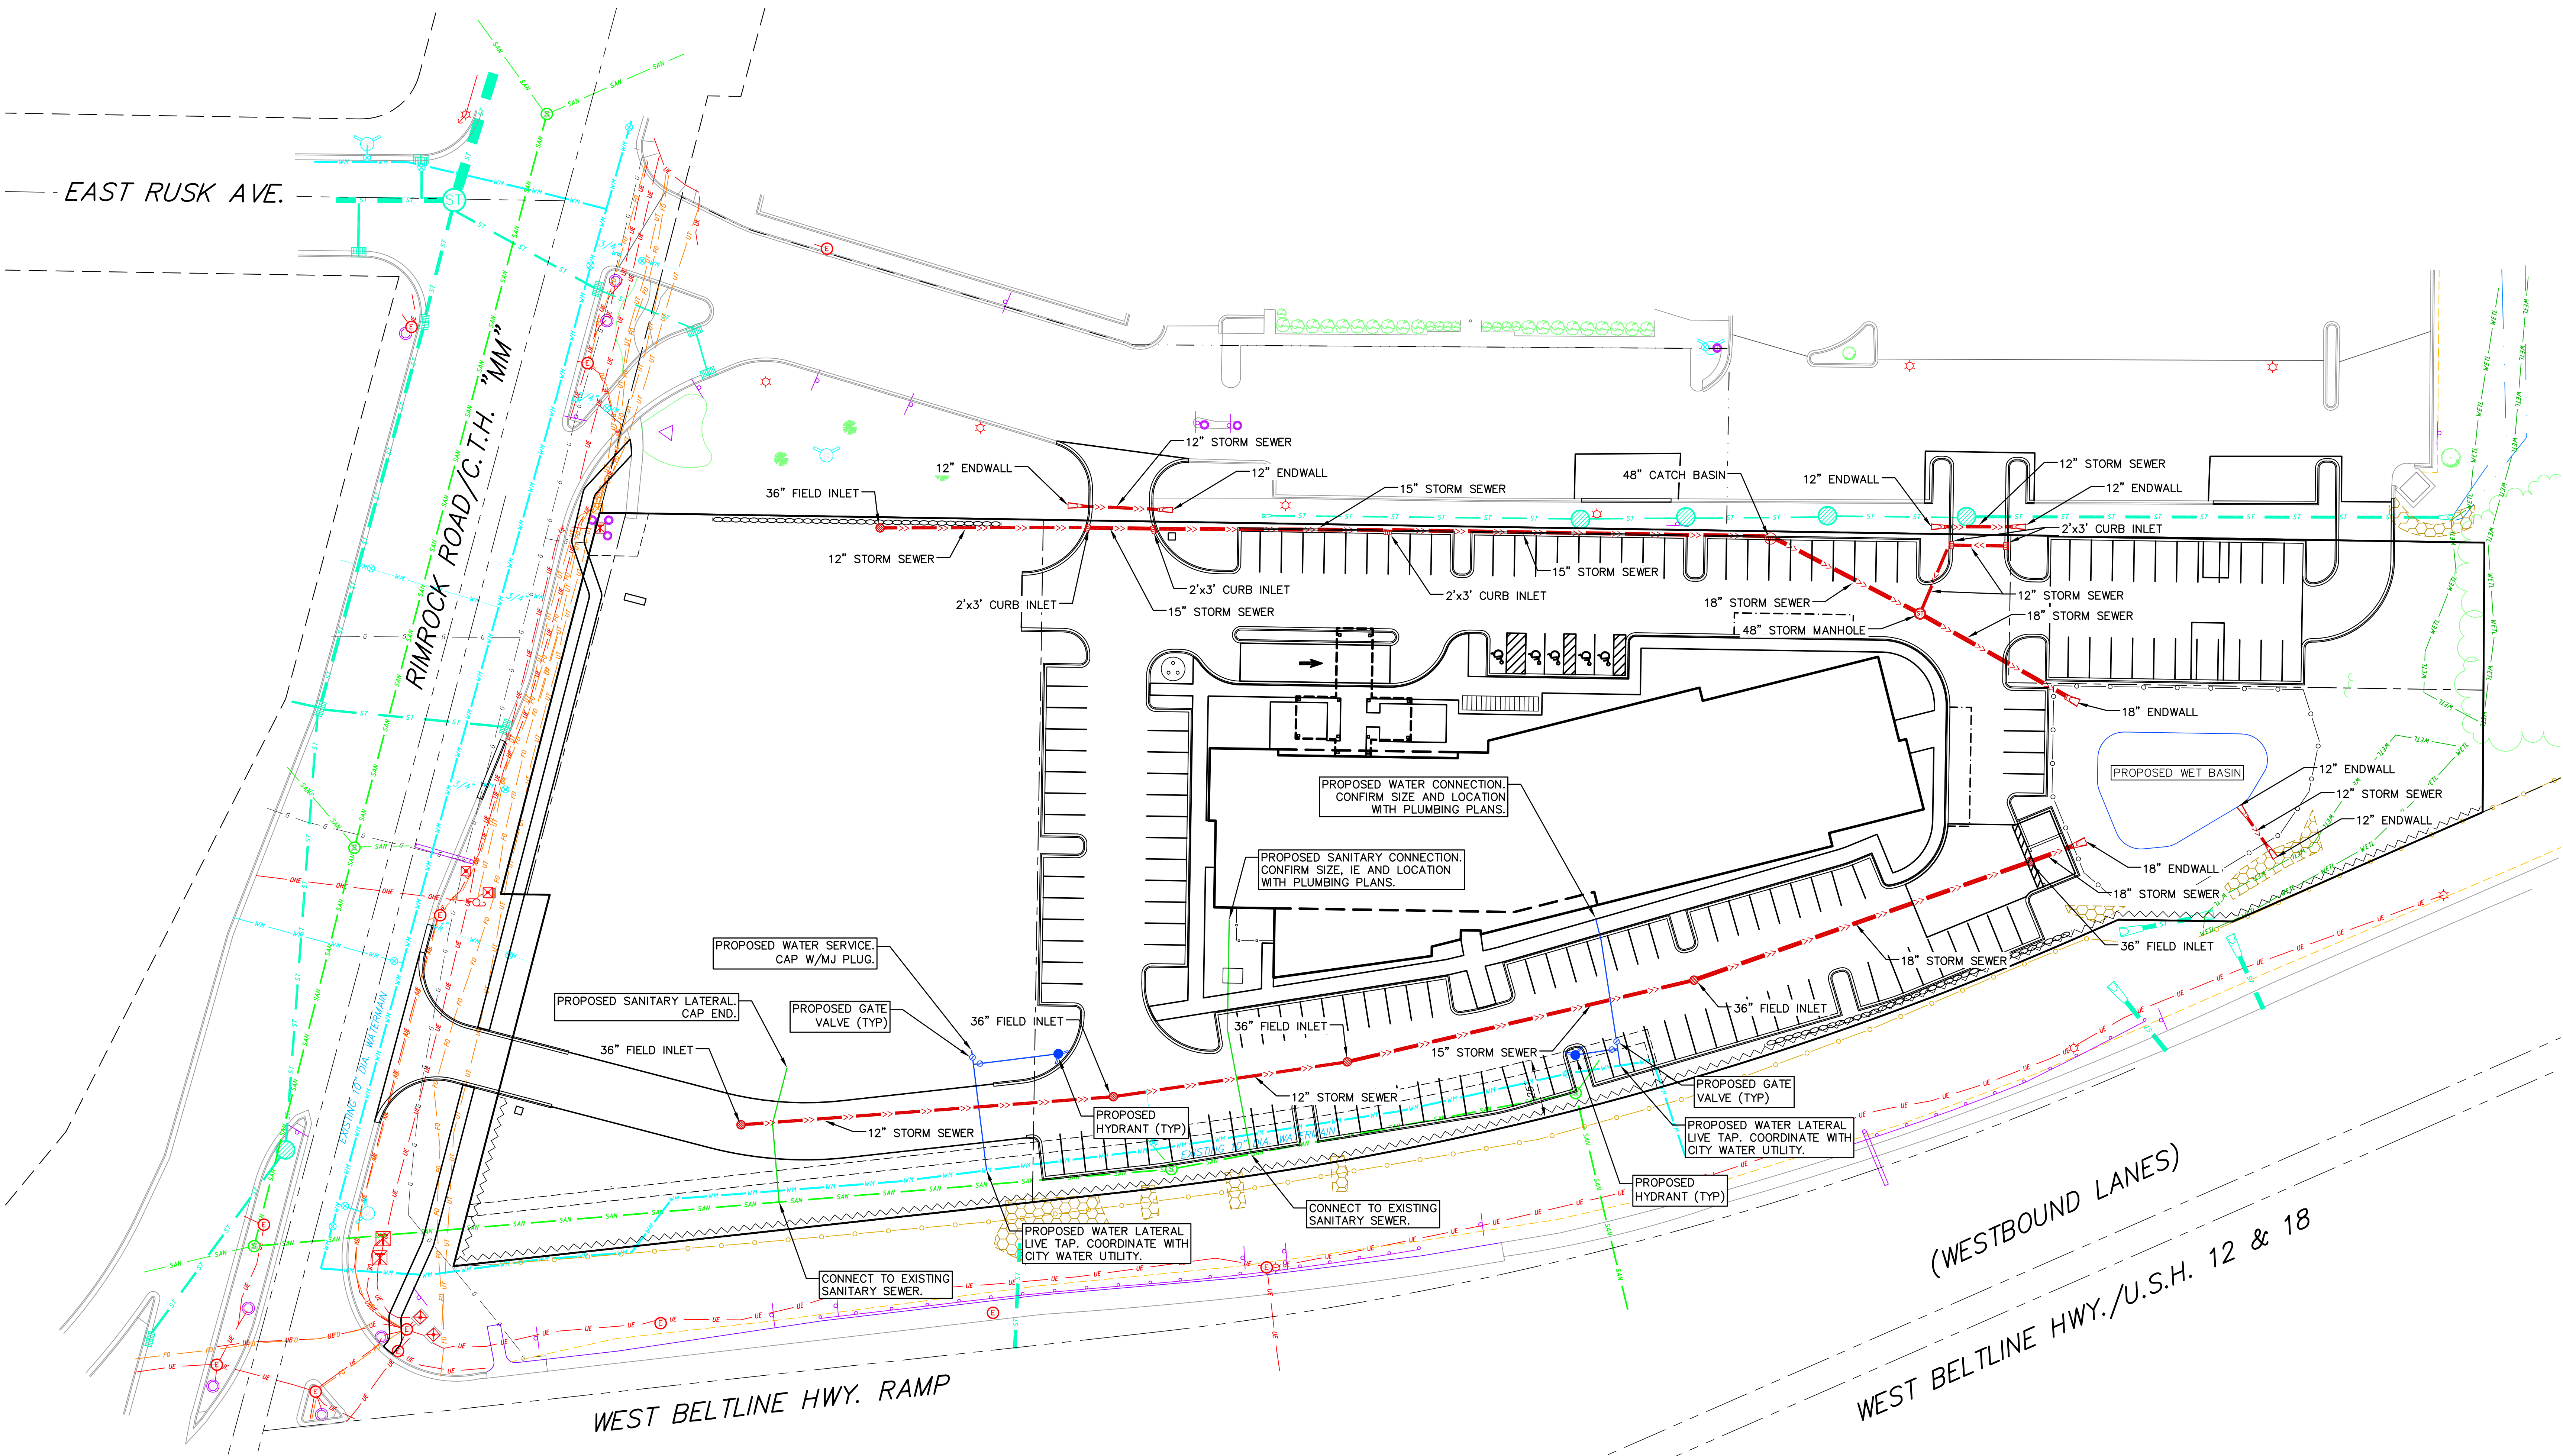 EAST RUSK AVE.
RIMROCK ROAD/C.T.H. "MM"
12" STORM SEWER
12" ENDWALL
12" ENDWALL
36" FIELD INLET
15" STORM SEWER
48" CATCH BASIN
12" ENDWALL
12" STORM SEWER
12" ENDWALL
2'x3' CURB INLET
12" STORM SEWER
2'x3' CURB INLET
2'x3' CURB INLET
15" STORM SEWER
15" STORM SEWER
2'x3' CURB INLET
18" STORM SEWER
12" STORM SEWER
18" STORM SEWER
48" STORM MANHOLE
ST
18" ENDWALL
PROPOSED WET BASIN
12" ENDWALL
12" STORM SEWER
12" ENDWALL
PROPOSED WATER CONNECTION.
CONFIRM SIZE AND LOCATION
WITH PLUMBING PLANS.
PROPOSED SANITARY CONNECTION.
CONFIRM SIZE, IE AND LOCATION
WITH PLUMBING PLANS.
18" ENDWALL
18" STORM SEWER
36" FIELD INLET
18" STORM SEWER
PROPOSED WATER SERVICE.
CAP W/MJ PLUG.
PROPOSED SANITARY LATERAL.
CAP END.
PROPOSED GATE
VALVE (TYP)
36" FIELD INLET
36" FIELD INLET
36" FIELD INLET
36" FIELD INLET
15" STORM SEWER
12" STORM SEWER
12" STORM SEWER
PROPOSED
HYDRANT (TYP)
PROPOSED GATE
VALVE (TYP)
PROPOSED WATER LATERAL
LIVE TAP. COORDINATE WITH
CITY WATER UTILITY.
PROPOSED
HYDRANT (TYP)
EXISTING 10" DIA. WATERMAIN
EXISTING 10" DIA. WATERMAIN
CONNECT TO EXISTING
SANITARY SEWER.
PROPOSED WATER LATERAL
LIVE TAP. COORDINATE WITH
CITY WATER UTILITY.
CONNECT TO EXISTING
SANITARY SEWER.
WEST BELTLINE HWY. RAMP
(WESTBOUND LANES)
WEST BELTLINE HWY./U.S.H. 12 & 18